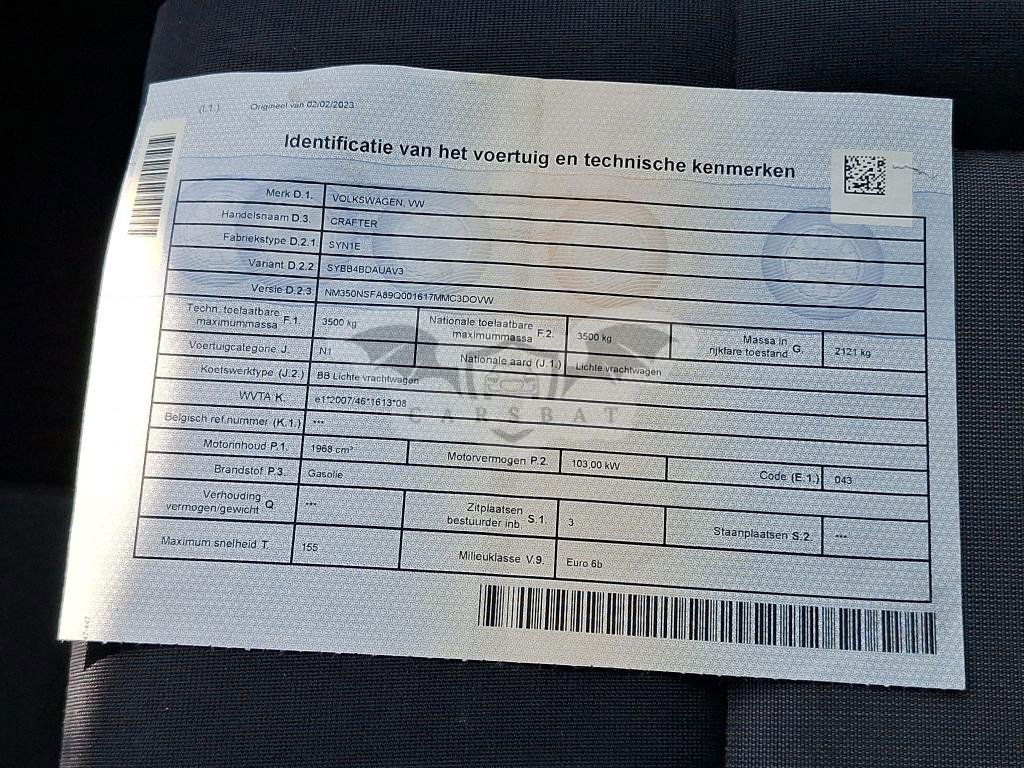 (I.1.) Origineel van 02/02/2023
Identificatie van het voertuig en technische kenmerken
Merk D.1. VOLKSWAGEN, VW
Handelsnaam D.3. CRAFTER
Fabriekstype D.2.1. SYN1E
Variant D.2.2. SYBB4BDAUAV3
Versie D.2.3. NM350NSFA89Q001617MMC3DOVW
Techn. toelaatbare maximummassa F.1. 3500 kg Nationale toelaatbare maximummassa F.2. 3500 kg Massa in rijklare toestand G. 2121 kg
Voertuigcategorie J. N1 Nationale aard (J.1.) Lichte vrachtwagen
Koetswerktype (J.2.) BB Lichte vrachtwagen
WVTA K. e1*2007/46*1613*08
CARSBAT
Belgisch ref.nummer (K.1.) ---
Motorinhoud P.1. 1968 cm³ Motorvermogen P.2. 103,00 kW Code (E.1.) 043
Brandstof P.3. Gasolie
Verhouding vermogen/gewicht Q. --- Zitplaatsen bestuurder inb. S.1. 3 Staanplaatsen S.2. ---
Maximum snelheid T. 155 Milieuklasse V.9. Euro 6b